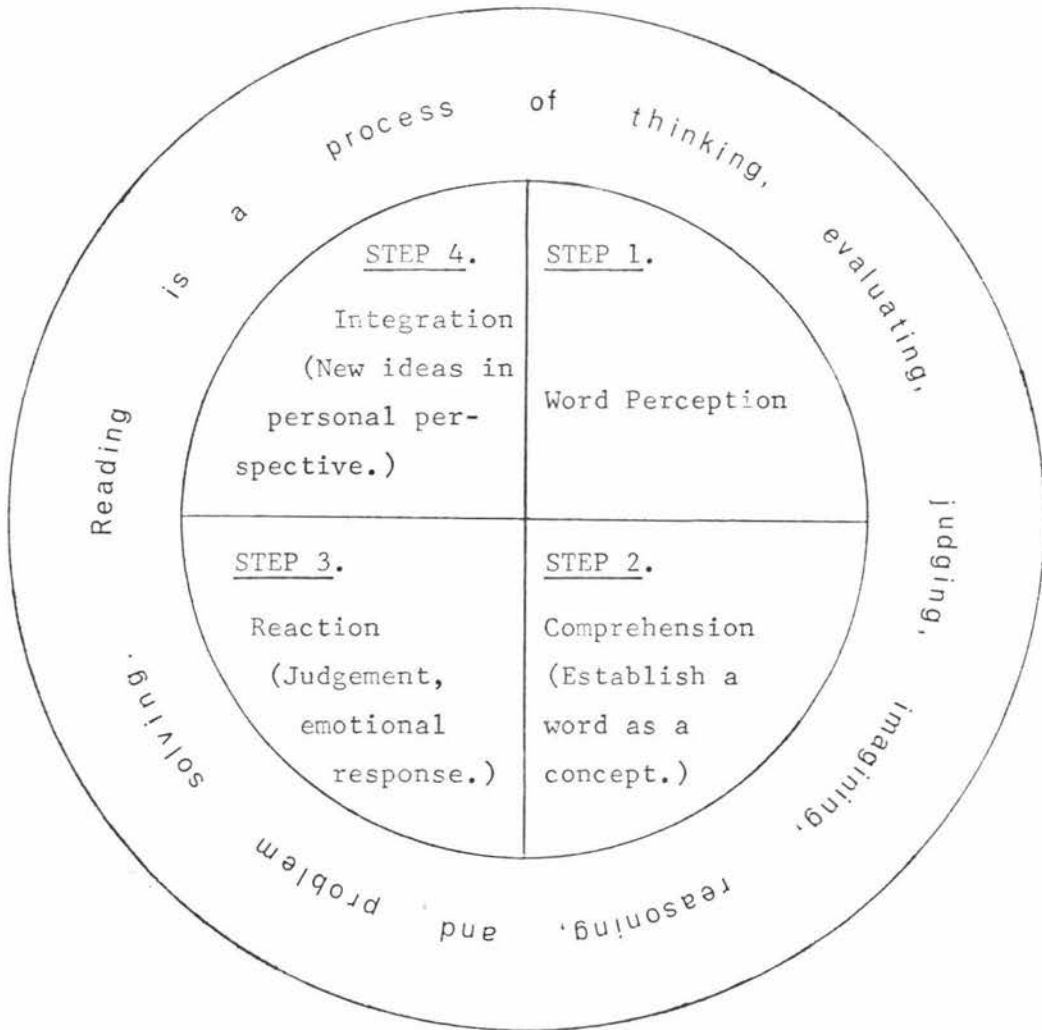 Reading is a process of thinking, evaluating, judging, imagining, reasoning, and problem solving.
STEP 1.
Word Perception
STEP 2.
Comprehension
(Establish a
word as a
concept.)
STEP 3.
Reaction
(Judgement,
emotional
response.)
STEP 4.
Integration
(New ideas in
personal per-
spective.)